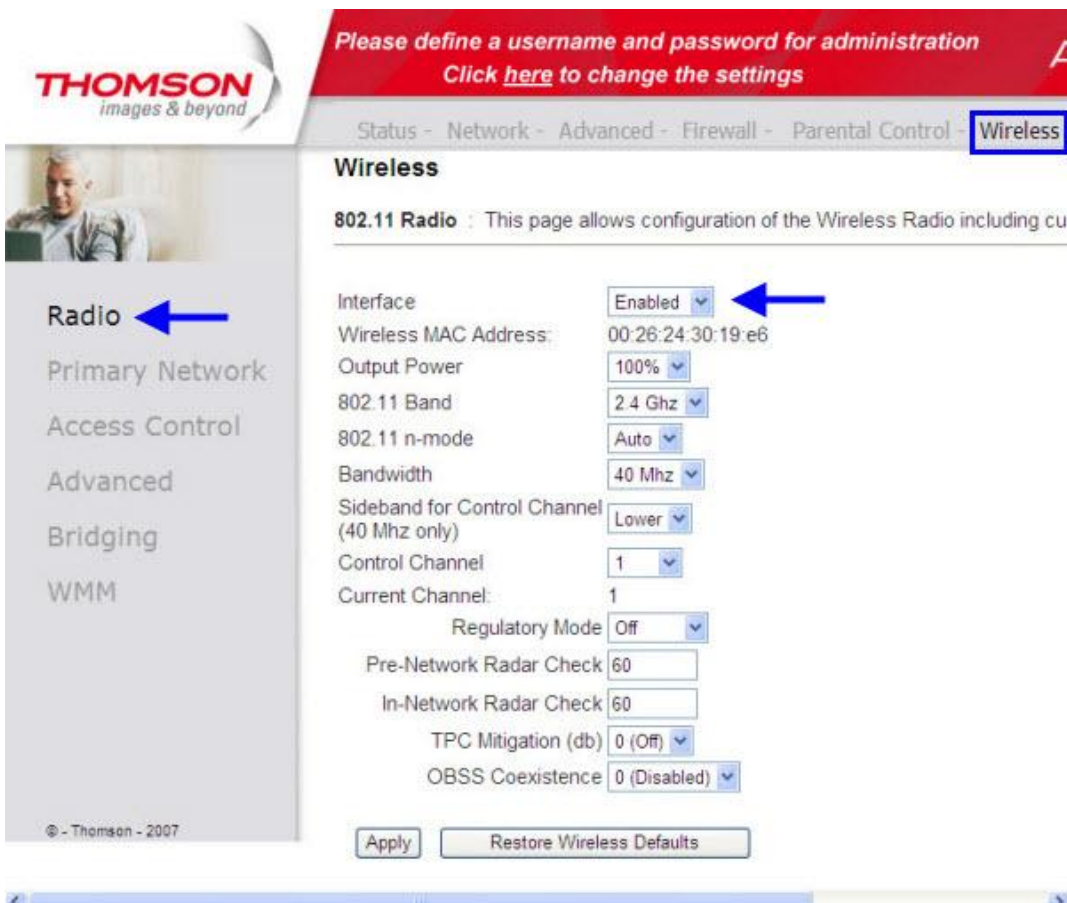 THOMSON
images & beyond
Please define a username and password for administration
Click here to change the settings
A
Status - Network - Advanced - Firewall - Parental Control - Wireless
Wireless
802.11 Radio : This page allows configuration of the Wireless Radio including cu
Radio
Primary Network
Access Control
Advanced
Bridging
WMM
Interface Enabled
Wireless MAC Address: 00:26:24:30:19:e6
Output Power 100%
802.11 Band 2.4 Ghz
802.11 n-mode Auto
Bandwidth 40 Mhz
Sideband for Control Channel
(40 Mhz only) Lower
Control Channel 1
Current Channel: 1
Regulatory Mode Off
Pre-Network Radar Check 60
In-Network Radar Check 60
TPC Mitigation (db) 0 (Off)
OBSS Coexistence 0 (Disabled)
Apply Restore Wireless Defaults
© - Thomson - 2007